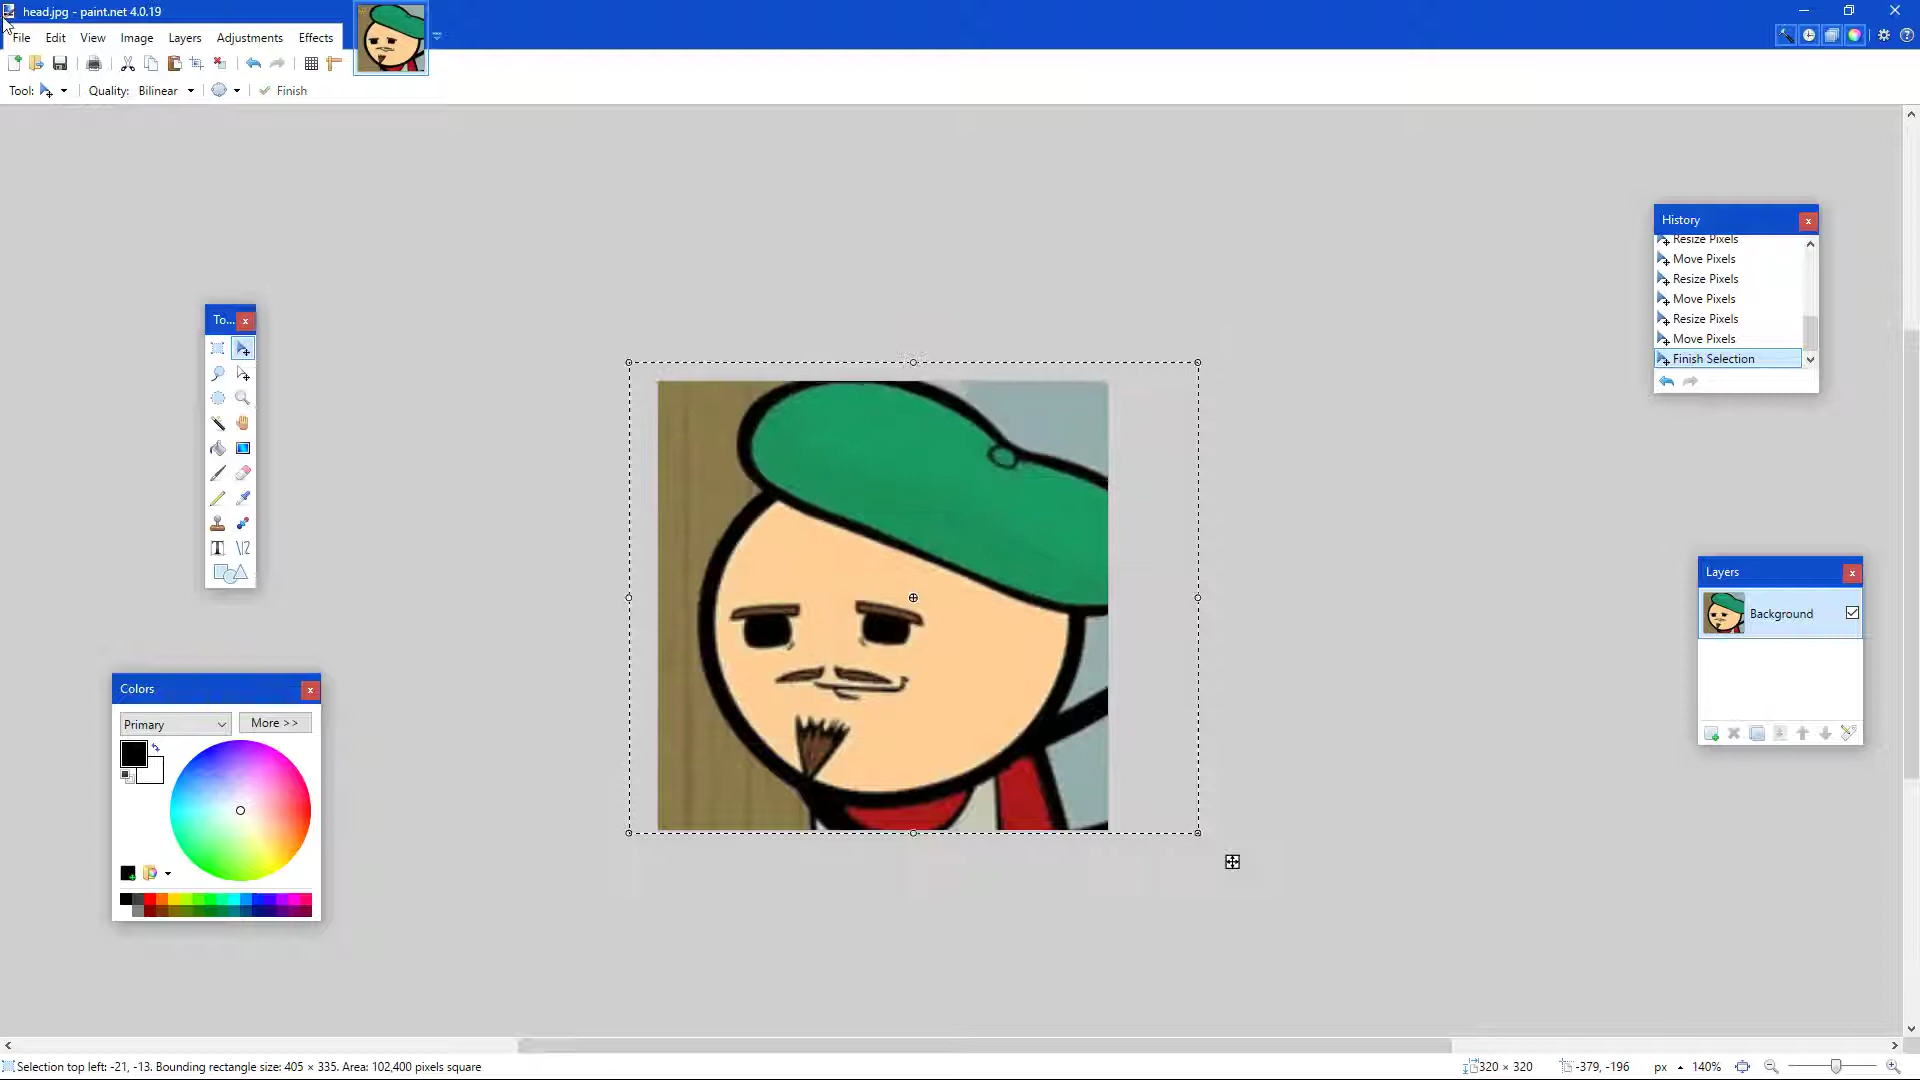 head.jpg - paint.net 4.0.19
File Edit View Image Layers Adjustments Effects
Tool: Quality: Bilinear Finish
History
Resize Pixels
Move Pixels
Resize Pixels
Move Pixels
Resize Pixels
Move Pixels
Finish Selection
To...
Layers
Background
Colors
Primary More >>
Selection top left: -21, -13. Bounding rectangle size: 405 × 335. Area: 102,400 pixels square 320 × 320 -379, -196 px 140%